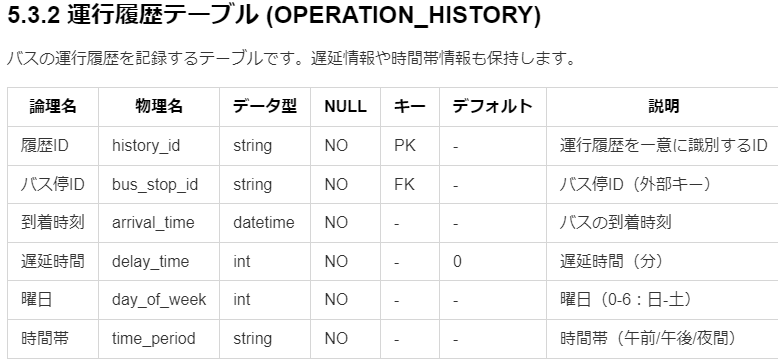 5.3.2 運行履歴テーブル (OPERATION_HISTORY)
バスの運行履歴を記録するテーブルです。遅延情報や時間帯情報も保持します。
論理名 物理名 データ型 NULL キー デフォルト 説明
履歴ID history_id string NO PK - 運行履歴を一意に識別するID
バス停ID bus_stop_id string NO FK - バス停ID（外部キー）
到着時刻 arrival_time datetime NO - - バスの到着時刻
遅延時間 delay_time int NO - 0 遅延時間（分）
曜日 day_of_week int NO - - 曜日（0-6：日-土）
時間帯 time_period string NO - - 時間帯（午前/午後/夜間）